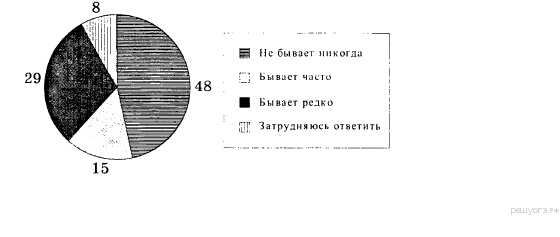 8
29
48
15
Не бывает никогда
Бывает часто
Бывает редко
Затрудняюсь ответить
решуогэ.рф